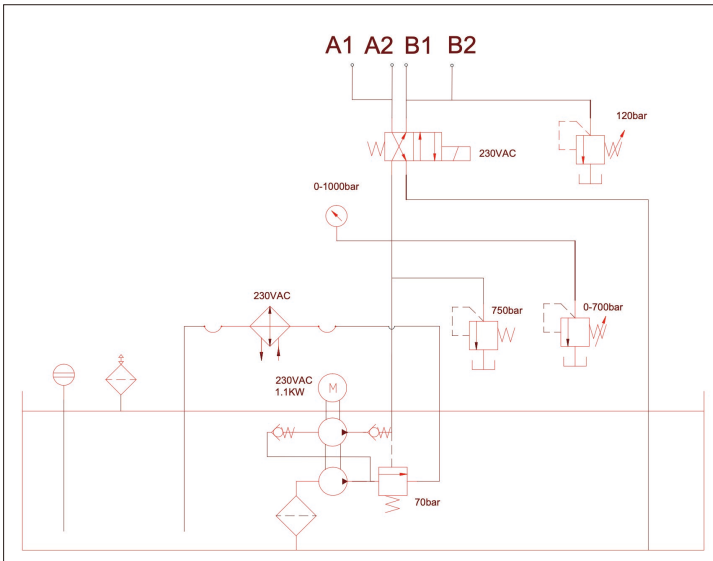 A1 A2 B1 B2
120bar
230VAC
0-1000bar
230VAC
750bar
0-700bar
230VAC
1.1KW
M
70bar